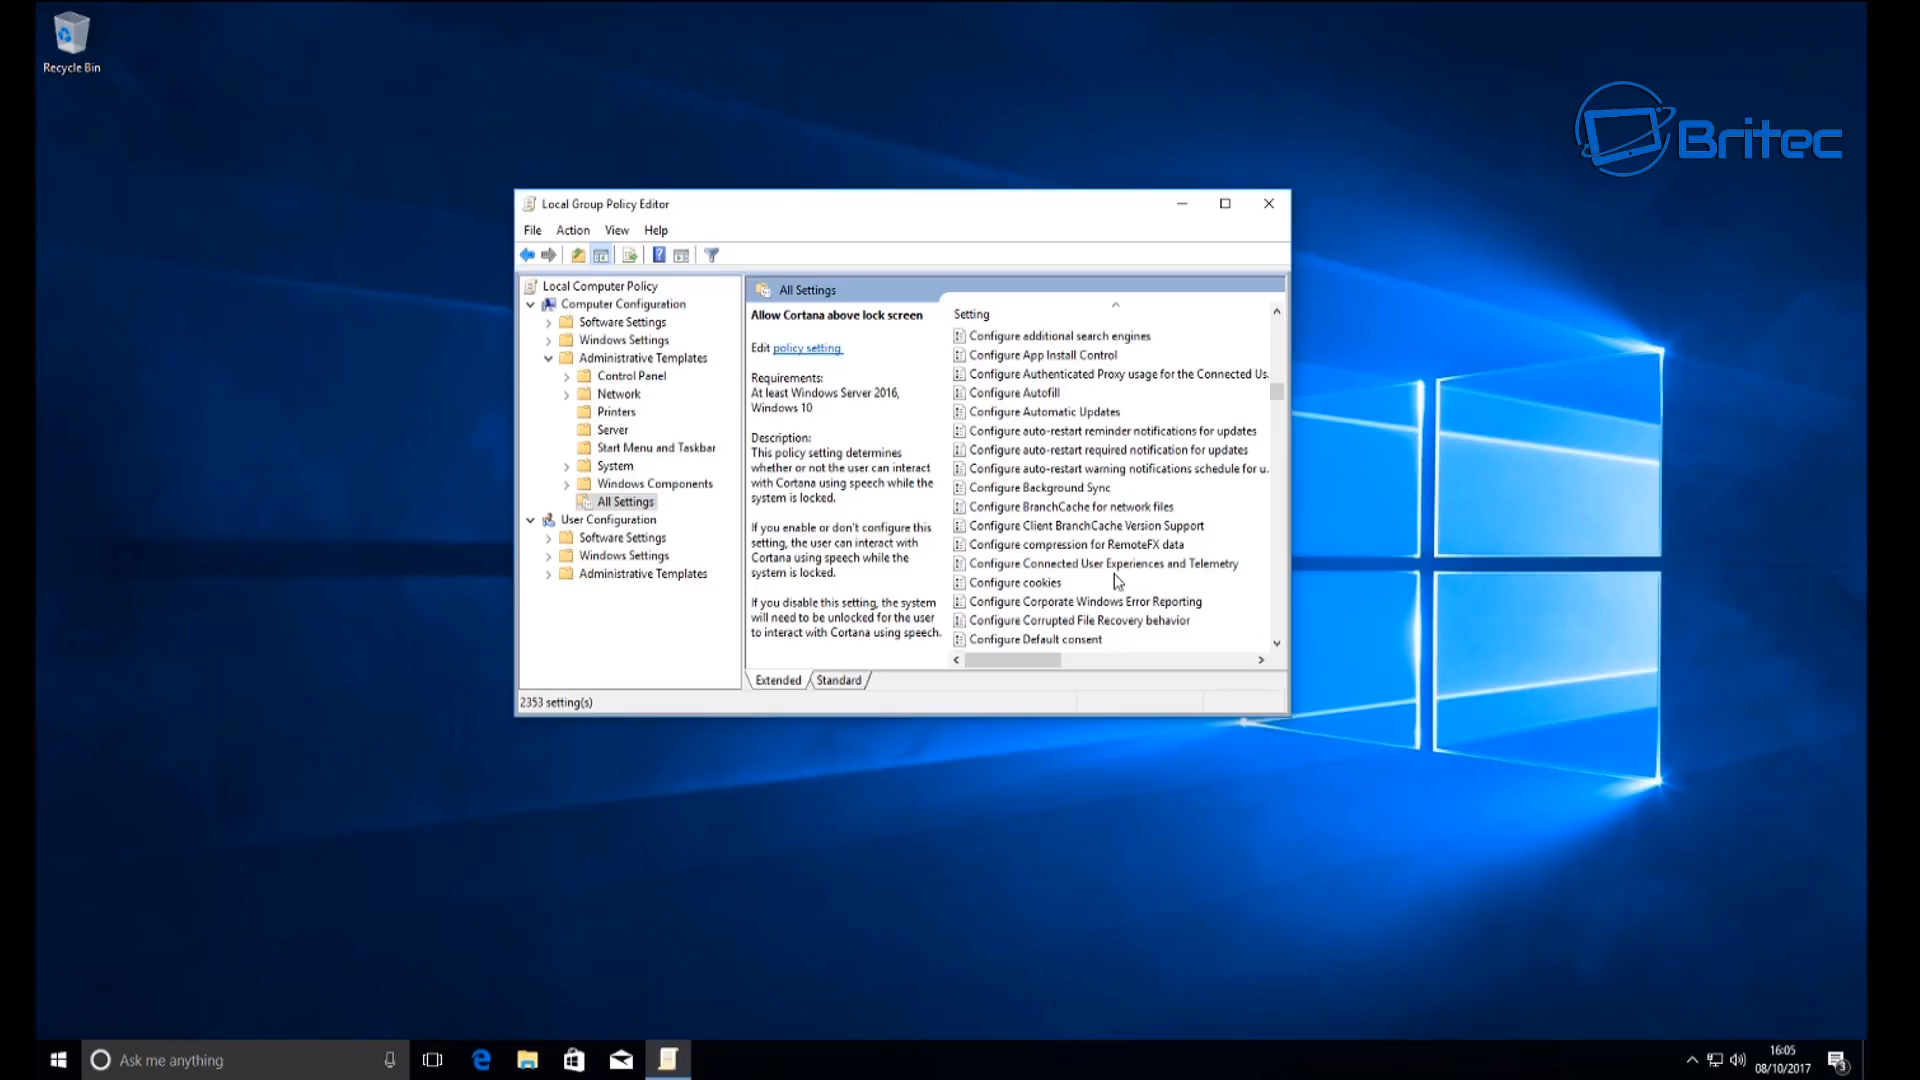 Recycle Bin
Britec
Local Group Policy Editor
File Action View Help
Local Computer Policy
Computer Configuration
Software Settings
Windows Settings
Administrative Templates
Control Panel
Network
Printers
Server
Start Menu and Taskbar
System
Windows Components
All Settings
User Configuration
Software Settings
Windows Settings
Administrative Templates
All Settings
Allow Cortana above lock screen
Edit policy setting
Requirements:
At least Windows Server 2016,
Windows 10
Description:
This policy setting determines
whether or not the user can interact
with Cortana using speech while the
system is locked.
If you enable or don't configure this
setting, the user can interact with
Cortana using speech while the
system is locked.
If you disable this setting, the system
will need to be unlocked for the user
to interact with Cortana using speech.
Setting
Configure additional search engines
Configure App Install Control
Configure Authenticated Proxy usage for the Connected Us.
Configure Autofill
Configure Automatic Updates
Configure auto-restart reminder notifications for updates
Configure auto-restart required notification for updates
Configure auto-restart warning notifications schedule for u.
Configure Background Sync
Configure BranchCache for network files
Configure Client BranchCache Version Support
Configure compression for RemoteFX data
Configure Connected User Experiences and Telemetry
Configure cookies
Configure Corporate Windows Error Reporting
Configure Corrupted File Recovery behavior
Configure Default consent
Extended Standard
2353 setting(s)
Ask me anything
16:05
08/10/2017
3